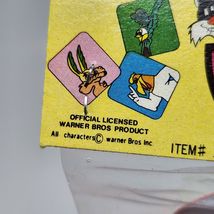 OFFICIAL LICENSED
WARNER BROS PRODUCT
All characters© warner Bros Inc
ITEM#